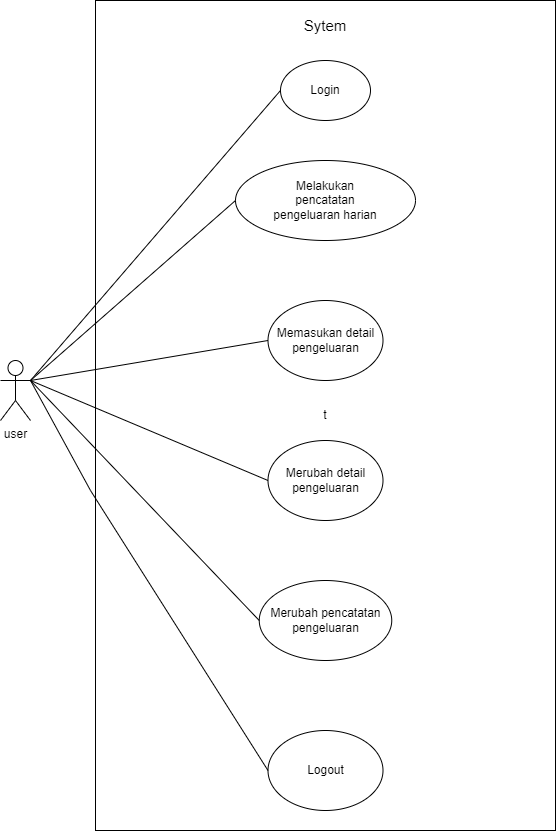 Sytem
Login
Melakukan
pencatatan
pengeluaran harian
Memasukan detail
pengeluaran
user
t
Merubah detail
pengeluaran
Merubah pencatatan
pengeluaran
Logout